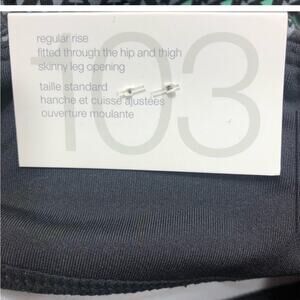 103
regular rise
fitted through the hip and thigh
skinny leg opening
taille standard
hanche et cuisse ajustées
ouverture moulante